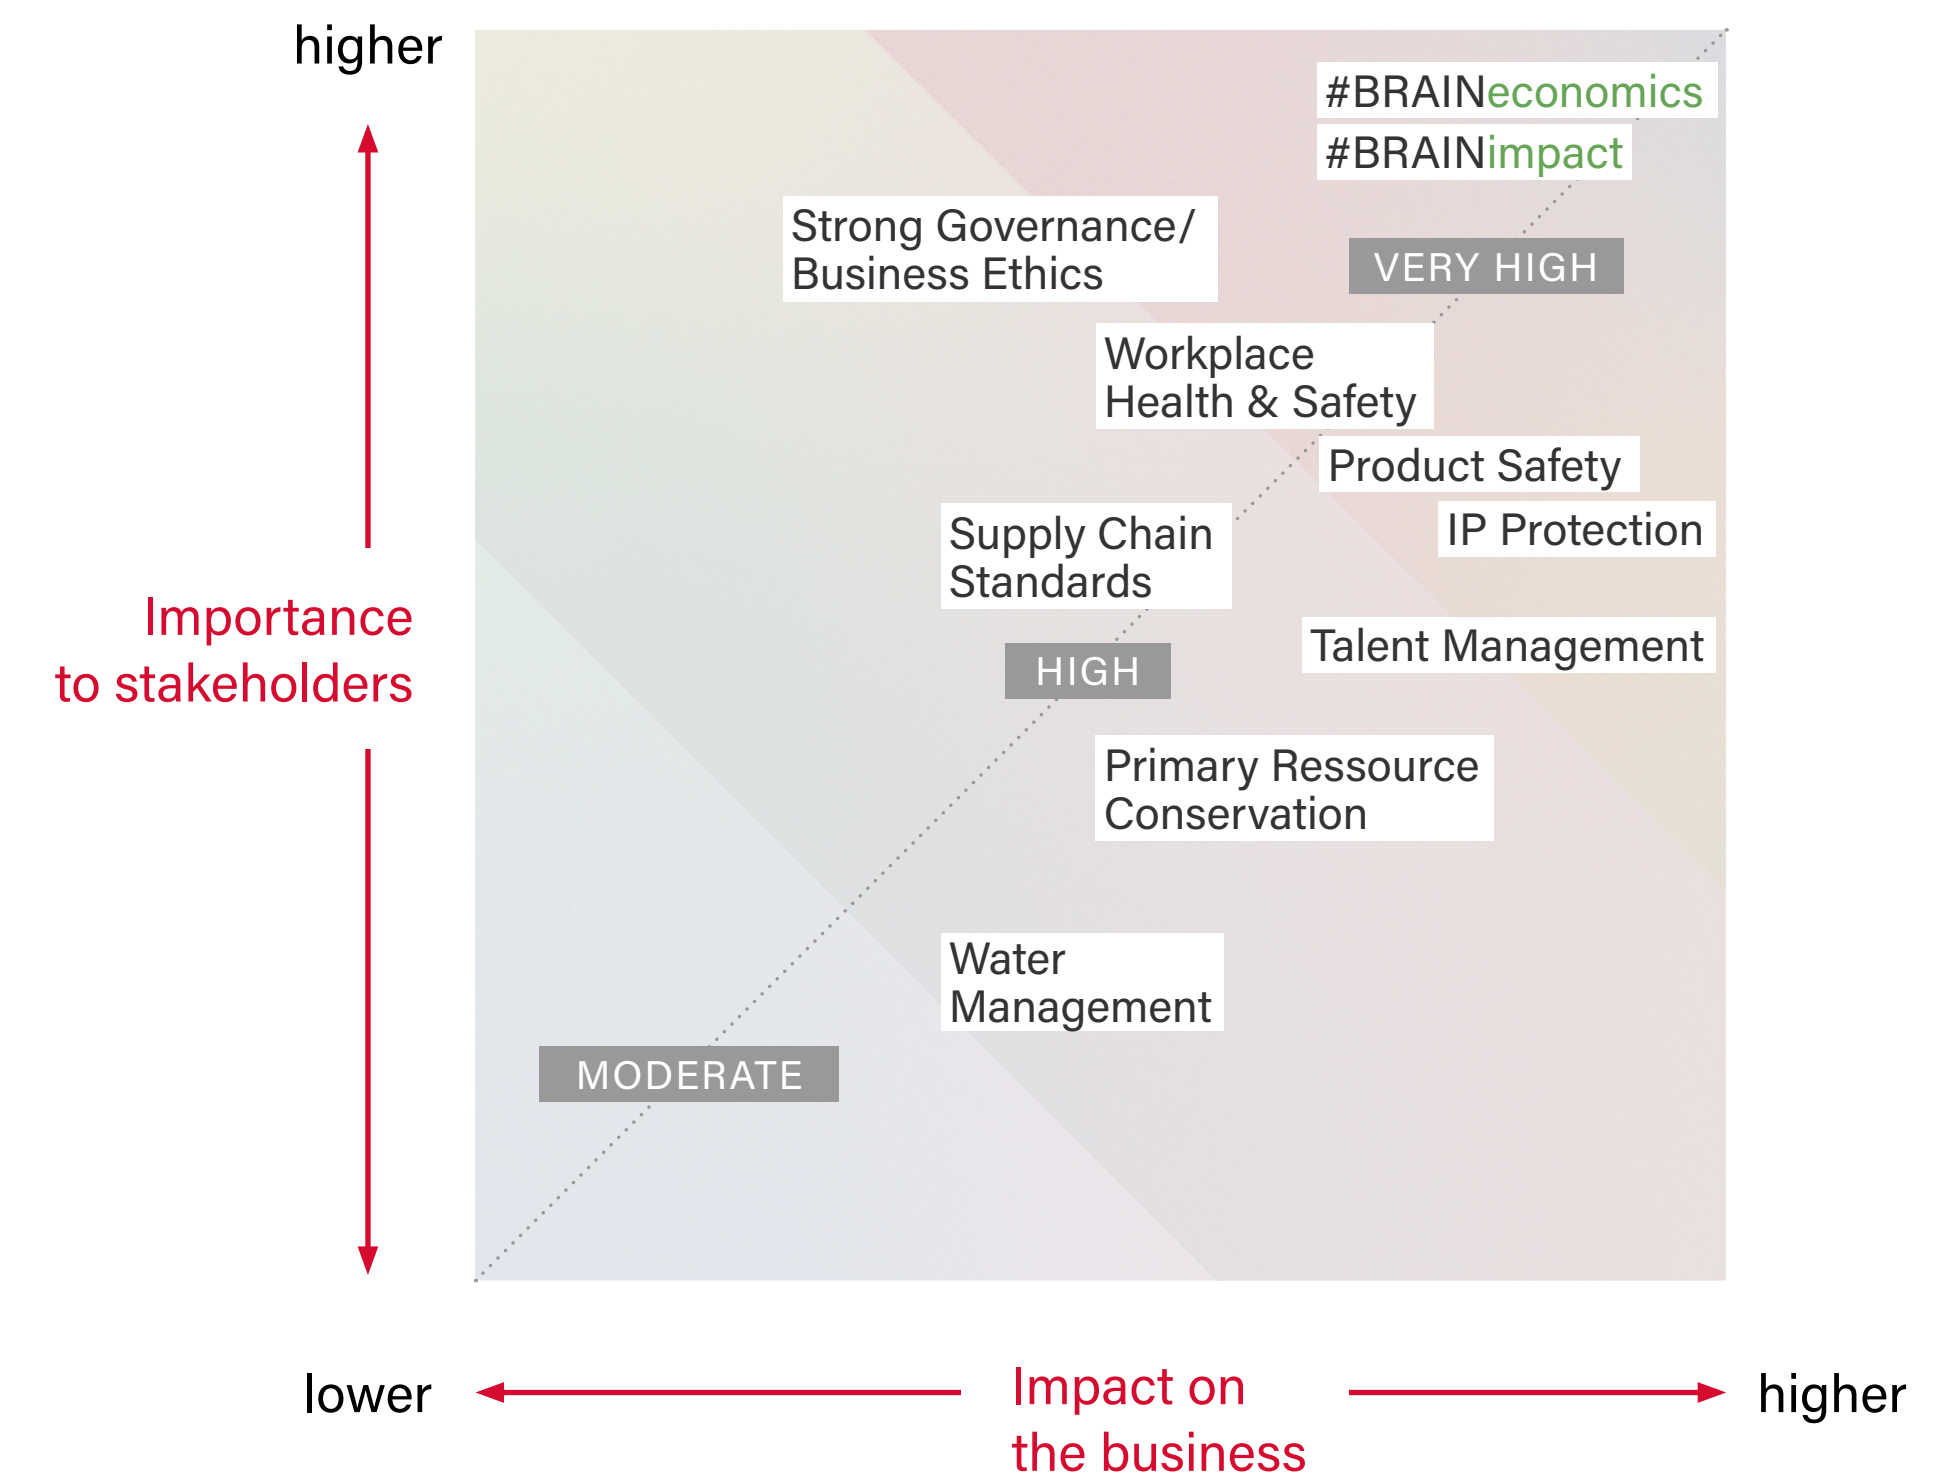 higher
#BRAINeconomics
#BRAINimpact
Strong Governance/
Business Ethics
VERY HIGH
Workplace
Health & Safety
Product Safety
IP Protection
Supply Chain
Standards
Importance
to stakeholders
Talent Management
HIGH
Primary Ressource
Conservation
Water
Management
MODERATE
lower
Impact on
the business
higher